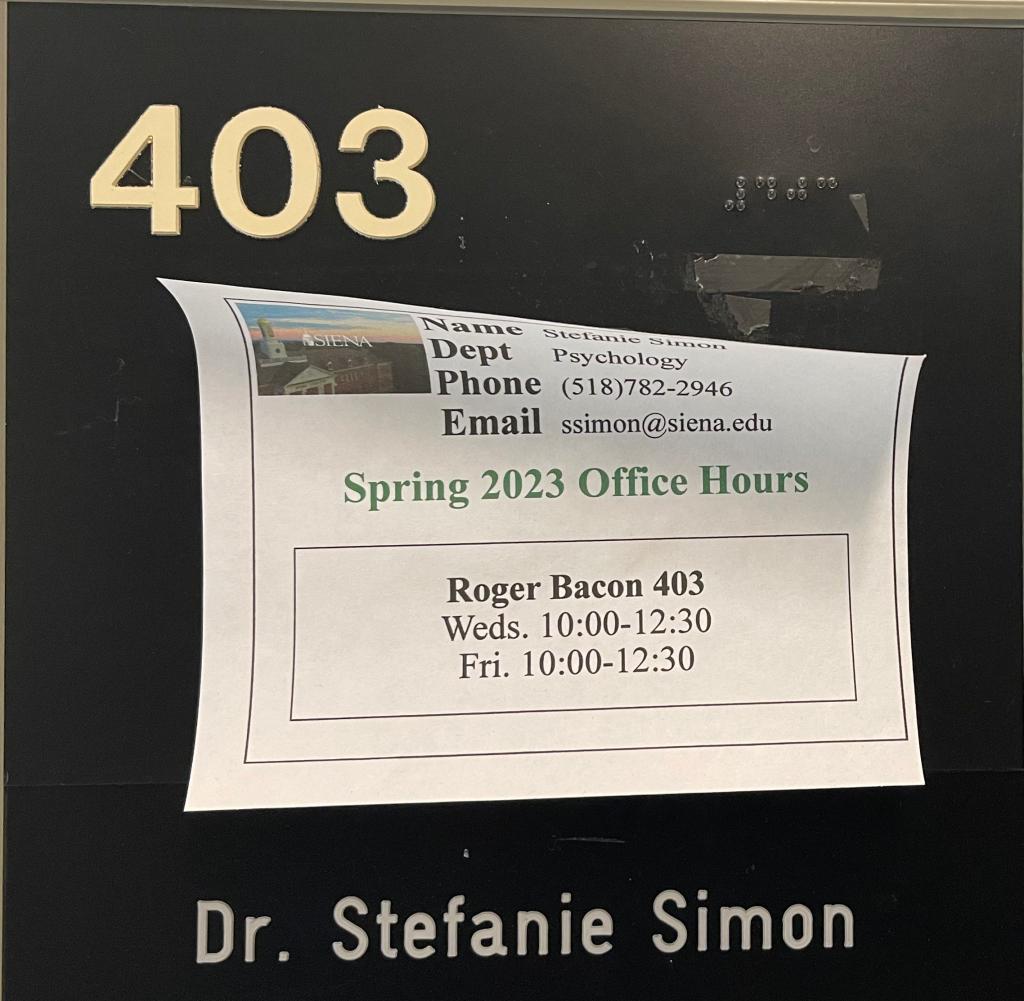 403
⠼⠙⠚⠉
SIENA
Name Stefanie Simon
Dept Psychology
Phone (518)782-2946
Email ssimon@siena.edu
Spring 2023 Office Hours
Roger Bacon 403
Weds. 10:00-12:30
Fri. 10:00-12:30
Dr. Stefanie Simon